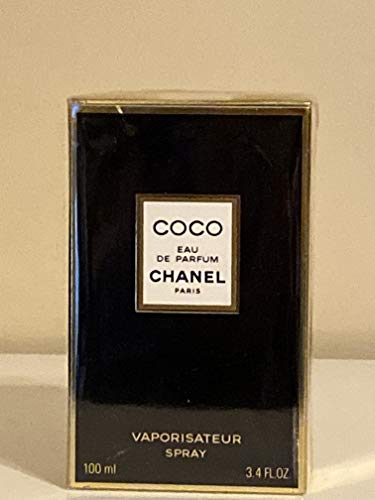 COCO
EAU
DE PARFUM
CHANEL
PARIS
VAPORISATEUR
SPRAY
100 ml 3.4 FL.OZ.